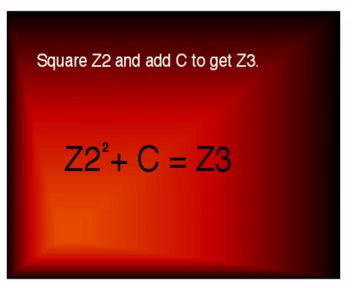 Square Z2 and add C to get Z3.
Z2²+ C = Z3